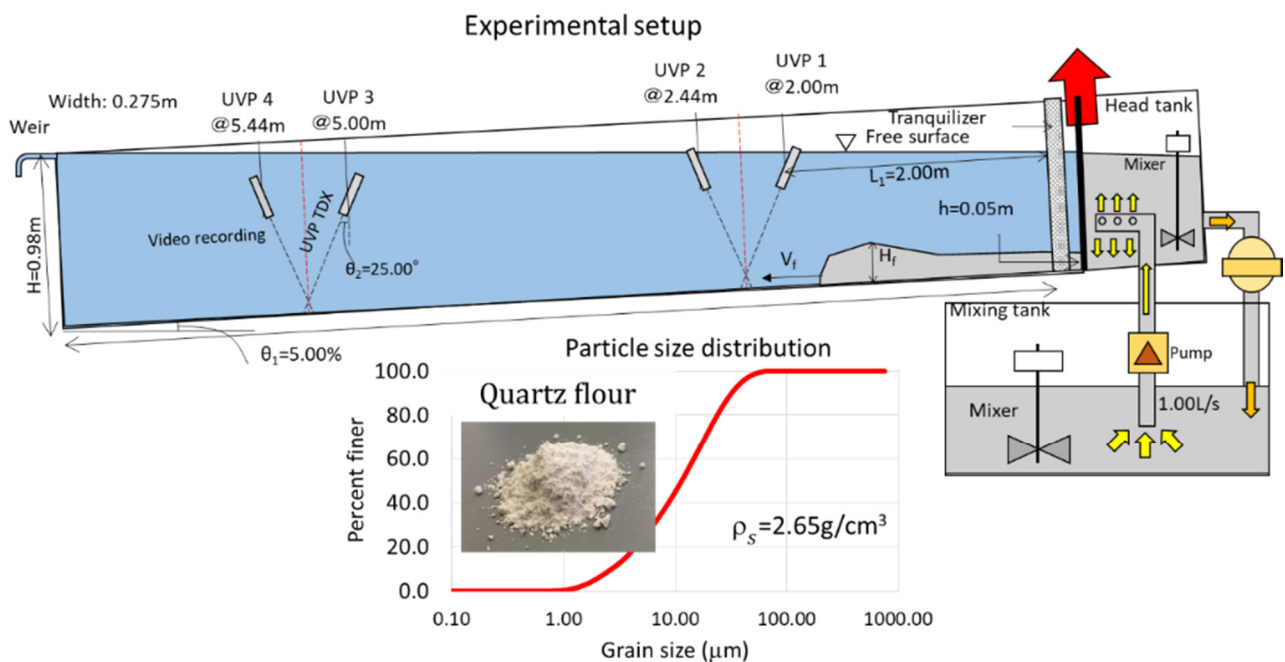 Experimental setup
Width: 0.275m
Weir
UVP 4
@5.44m
UVP 3
@5.00m
UVP 2
@2.44m
UVP 1
@2.00m
Tranquilizer
Free surface
Head tank
Mixer
L₁=2.00m
h=0.05m
H=0.98m
Video recording
UVP TDX
θ₂=25.00°
V_f
H_f
θ₁=5.00%
Mixing tank
Pump
Mixer
1.00L/s
Particle size distribution
Quartz flour
ρ_s=2.65g/cm³
Percent finer
100.0
80.0
60.0
40.0
20.0
0.0
0.10 1.00 10.00 100.00 1000.00
Grain size (μm)